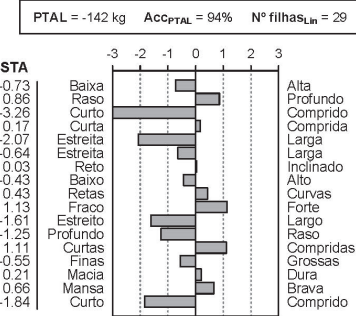 PTAL = -142 kg Acc PTAL = 94% Nº filhas Lin = 29
-3 -2 -1 0 1 2 3
STA
-0.73 Baixa Alta
0.86 Raso Profundo
-3.26 Curto Comprido
0.17 Curta Comprida
-2.07 Estreita Larga
-0.64 Estreita Larga
0.03 Reto Inclinado
-0.43 Baixo Alto
0.43 Retas Curvas
1.13 Fraco Forte
-1.61 Estreito Largo
-1.25 Profundo Raso
1.11 Curtas Compridas
-0.55 Finas Grossas
0.21 Macia Dura
0.66 Mansa Brava
-1.84 Curto Comprido